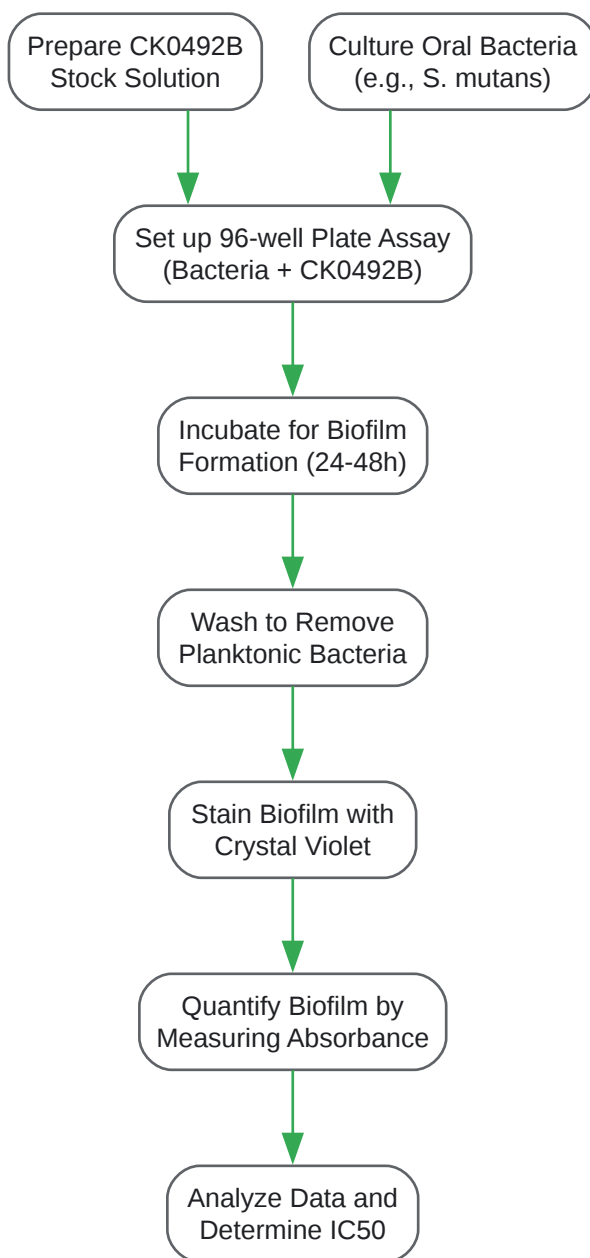 Prepare CK0492B
Stock Solution
Culture Oral Bacteria
(e.g., S. mutans)
Set up 96-well Plate Assay
(Bacteria + CK0492B)
Incubate for Biofilm
Formation (24-48h)
Wash to Remove
Planktonic Bacteria
Stain Biofilm with
Crystal Violet
Quantify Biofilm by
Measuring Absorbance
Analyze Data and
Determine IC50